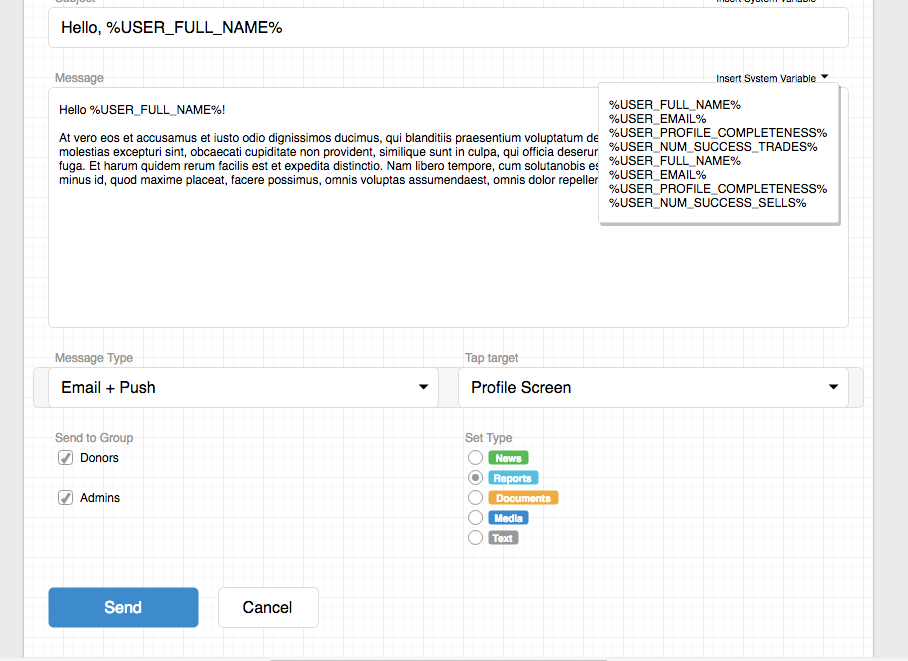 Subject
Insert System Variable
Hello, %USER_FULL_NAME%
Message
Insert System Variable
Hello %USER_FULL_NAME%!
At vero eos et accusamus et iusto odio dignissimos ducimus, qui blanditiis praesentium voluptatum de
molestias excepturi sint, obcaecati cupiditate non provident, similique sunt in culpa, qui officia deserun
fuga. Et harum quidem rerum facilis est et expedita distinctio. Nam libero tempore, cum solutanobis es
minus id, quod maxime placeat, facere possimus, omnis voluptas assumendaest, omnis dolor repeller
%USER_FULL_NAME%
%USER_EMAIL%
%USER_PROFILE_COMPLETENESS%
%USER_NUM_SUCCESS_TRADES%
%USER_FULL_NAME%
%USER_EMAIL%
%USER_PROFILE_COMPLETENESS%
%USER_NUM_SUCCESS_SELLS%
Message Type
Tap target
Email + Push
Profile Screen
Send to Group
Set Type
Donors
News
Reports
Admins
Documents
Media
Text
Send
Cancel